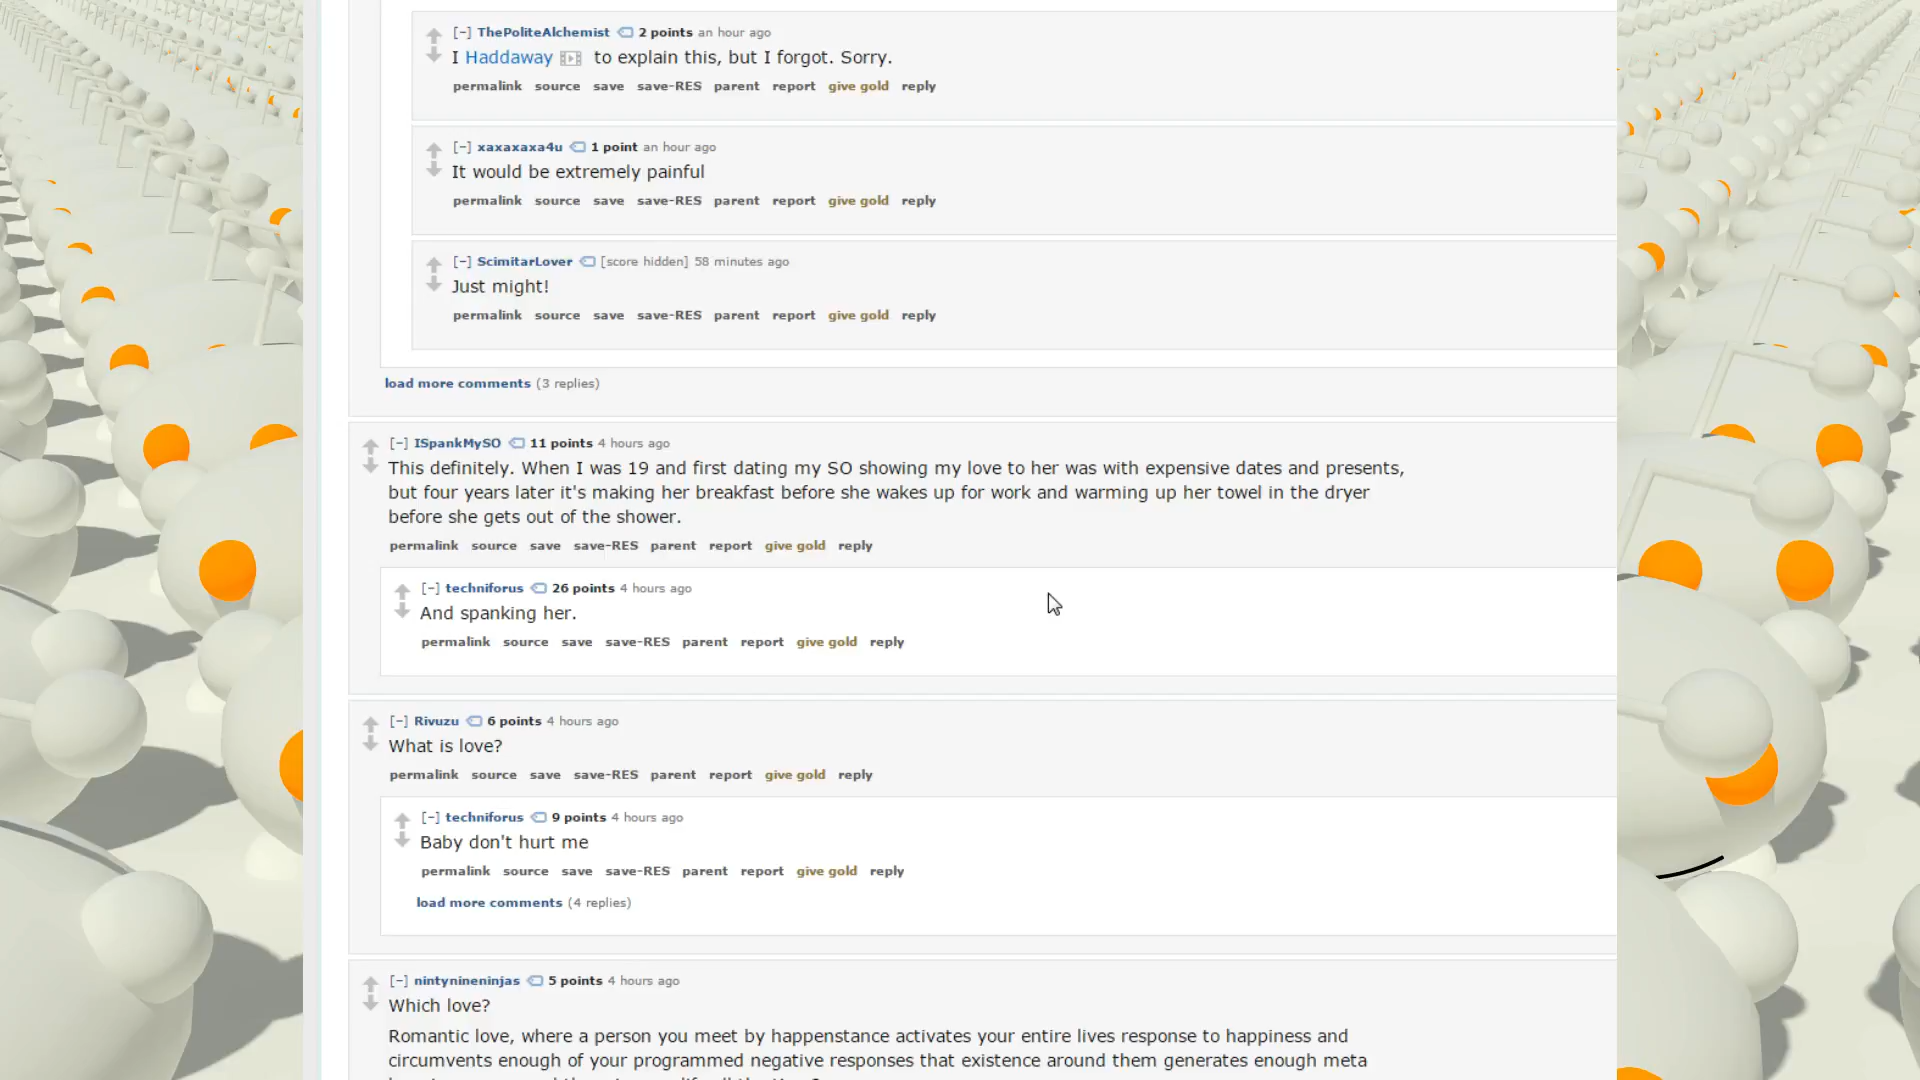 [–] ThePoliteAlchemist 2 points an hour ago
I Haddaway to explain this, but I forgot. Sorry.
permalink source save save-RES parent report give gold reply
[–] xaxaxaxa4u 1 point an hour ago
It would be extremely painful
permalink source save save-RES parent report give gold reply
[–] ScimitarLover [score hidden] 58 minutes ago
Just might!
permalink source save save-RES parent report give gold reply
load more comments (3 replies)
[–] ISpankMySO 11 points 4 hours ago
This definitely. When I was 19 and first dating my SO showing my love to her was with expensive dates and presents,
but four years later it's making her breakfast before she wakes up for work and warming up her towel in the dryer
before she gets out of the shower.
permalink source save save-RES parent report give gold reply
[–] techniforus 26 points 4 hours ago
And spanking her.
permalink source save save-RES parent report give gold reply
[–] Rivuzu 6 points 4 hours ago
What is love?
permalink source save save-RES parent report give gold reply
[–] techniforus 9 points 4 hours ago
Baby don't hurt me
permalink source save save-RES parent report give gold reply
load more comments (4 replies)
[–] nintynineninjas 5 points 4 hours ago
Which love?
Romantic love, where a person you meet by happenstance activates your entire lives response to happiness and
circumvents enough of your programmed negative responses that existence around them generates enough meta